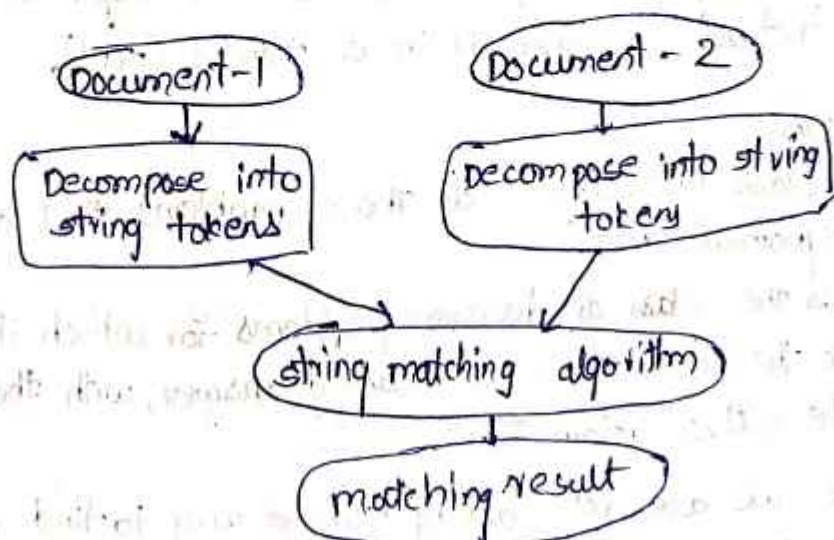 Document-1
Document - 2
Decompose into
string tokens
Decompose into string
tokens
string matching algorithm
matching result